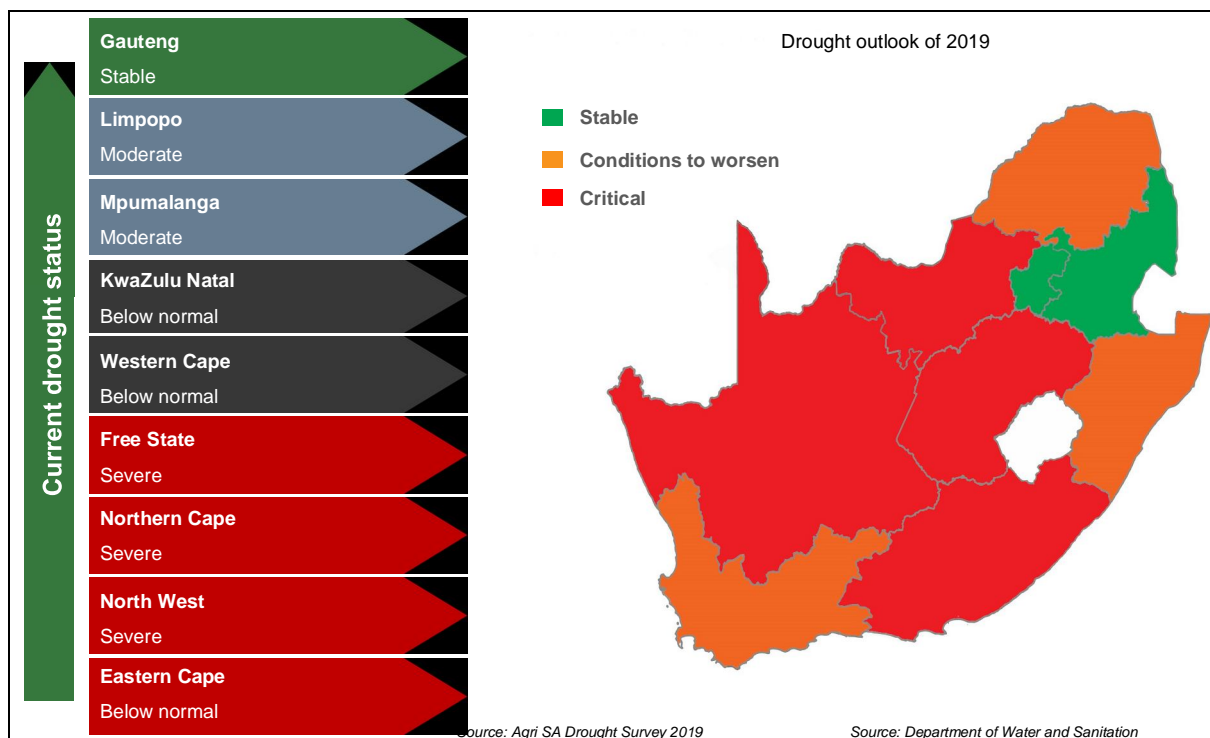 Current drought status
Gauteng
Stable
Limpopo
Moderate
Mpumalanga
Moderate
KwaZulu Natal
Below normal
Western Cape
Below normal
Free State
Severe
Northern Cape
Severe
North West
Severe
Eastern Cape
Below normal
Source: Agri SA Drought Survey 2019
Drought outlook of 2019
Stable
Conditions to worsen
Critical
Source: Department of Water and Sanitation